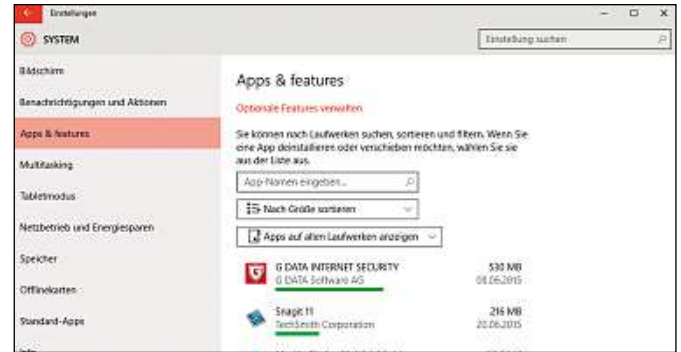 Einstellungen
SYSTEM
Einstellung suchen
Bildschirm
Benachrichtigungen und Aktionen
Apps & features
Multitasking
Tabletmodus
Netzbetrieb und Energiesparen
Speicher
Offlinekarten
Standard-Apps
Apps & features
Optionale Features verwalten
Sie können nach Laufwerken suchen, sortieren und filtern. Wenn Sie
eine App deinstallieren oder verschieben möchten, wählen Sie sie
aus der Liste aus.
App-Namen eingeben...
Nach Größe sortieren
Apps auf allen Laufwerken anzeigen
G DATA INTERNET SECURITY 530 MB
G DATA Software AG 08.06.2015
Snagit 11 216 MB
TechSmith Corporation 20.06.2015